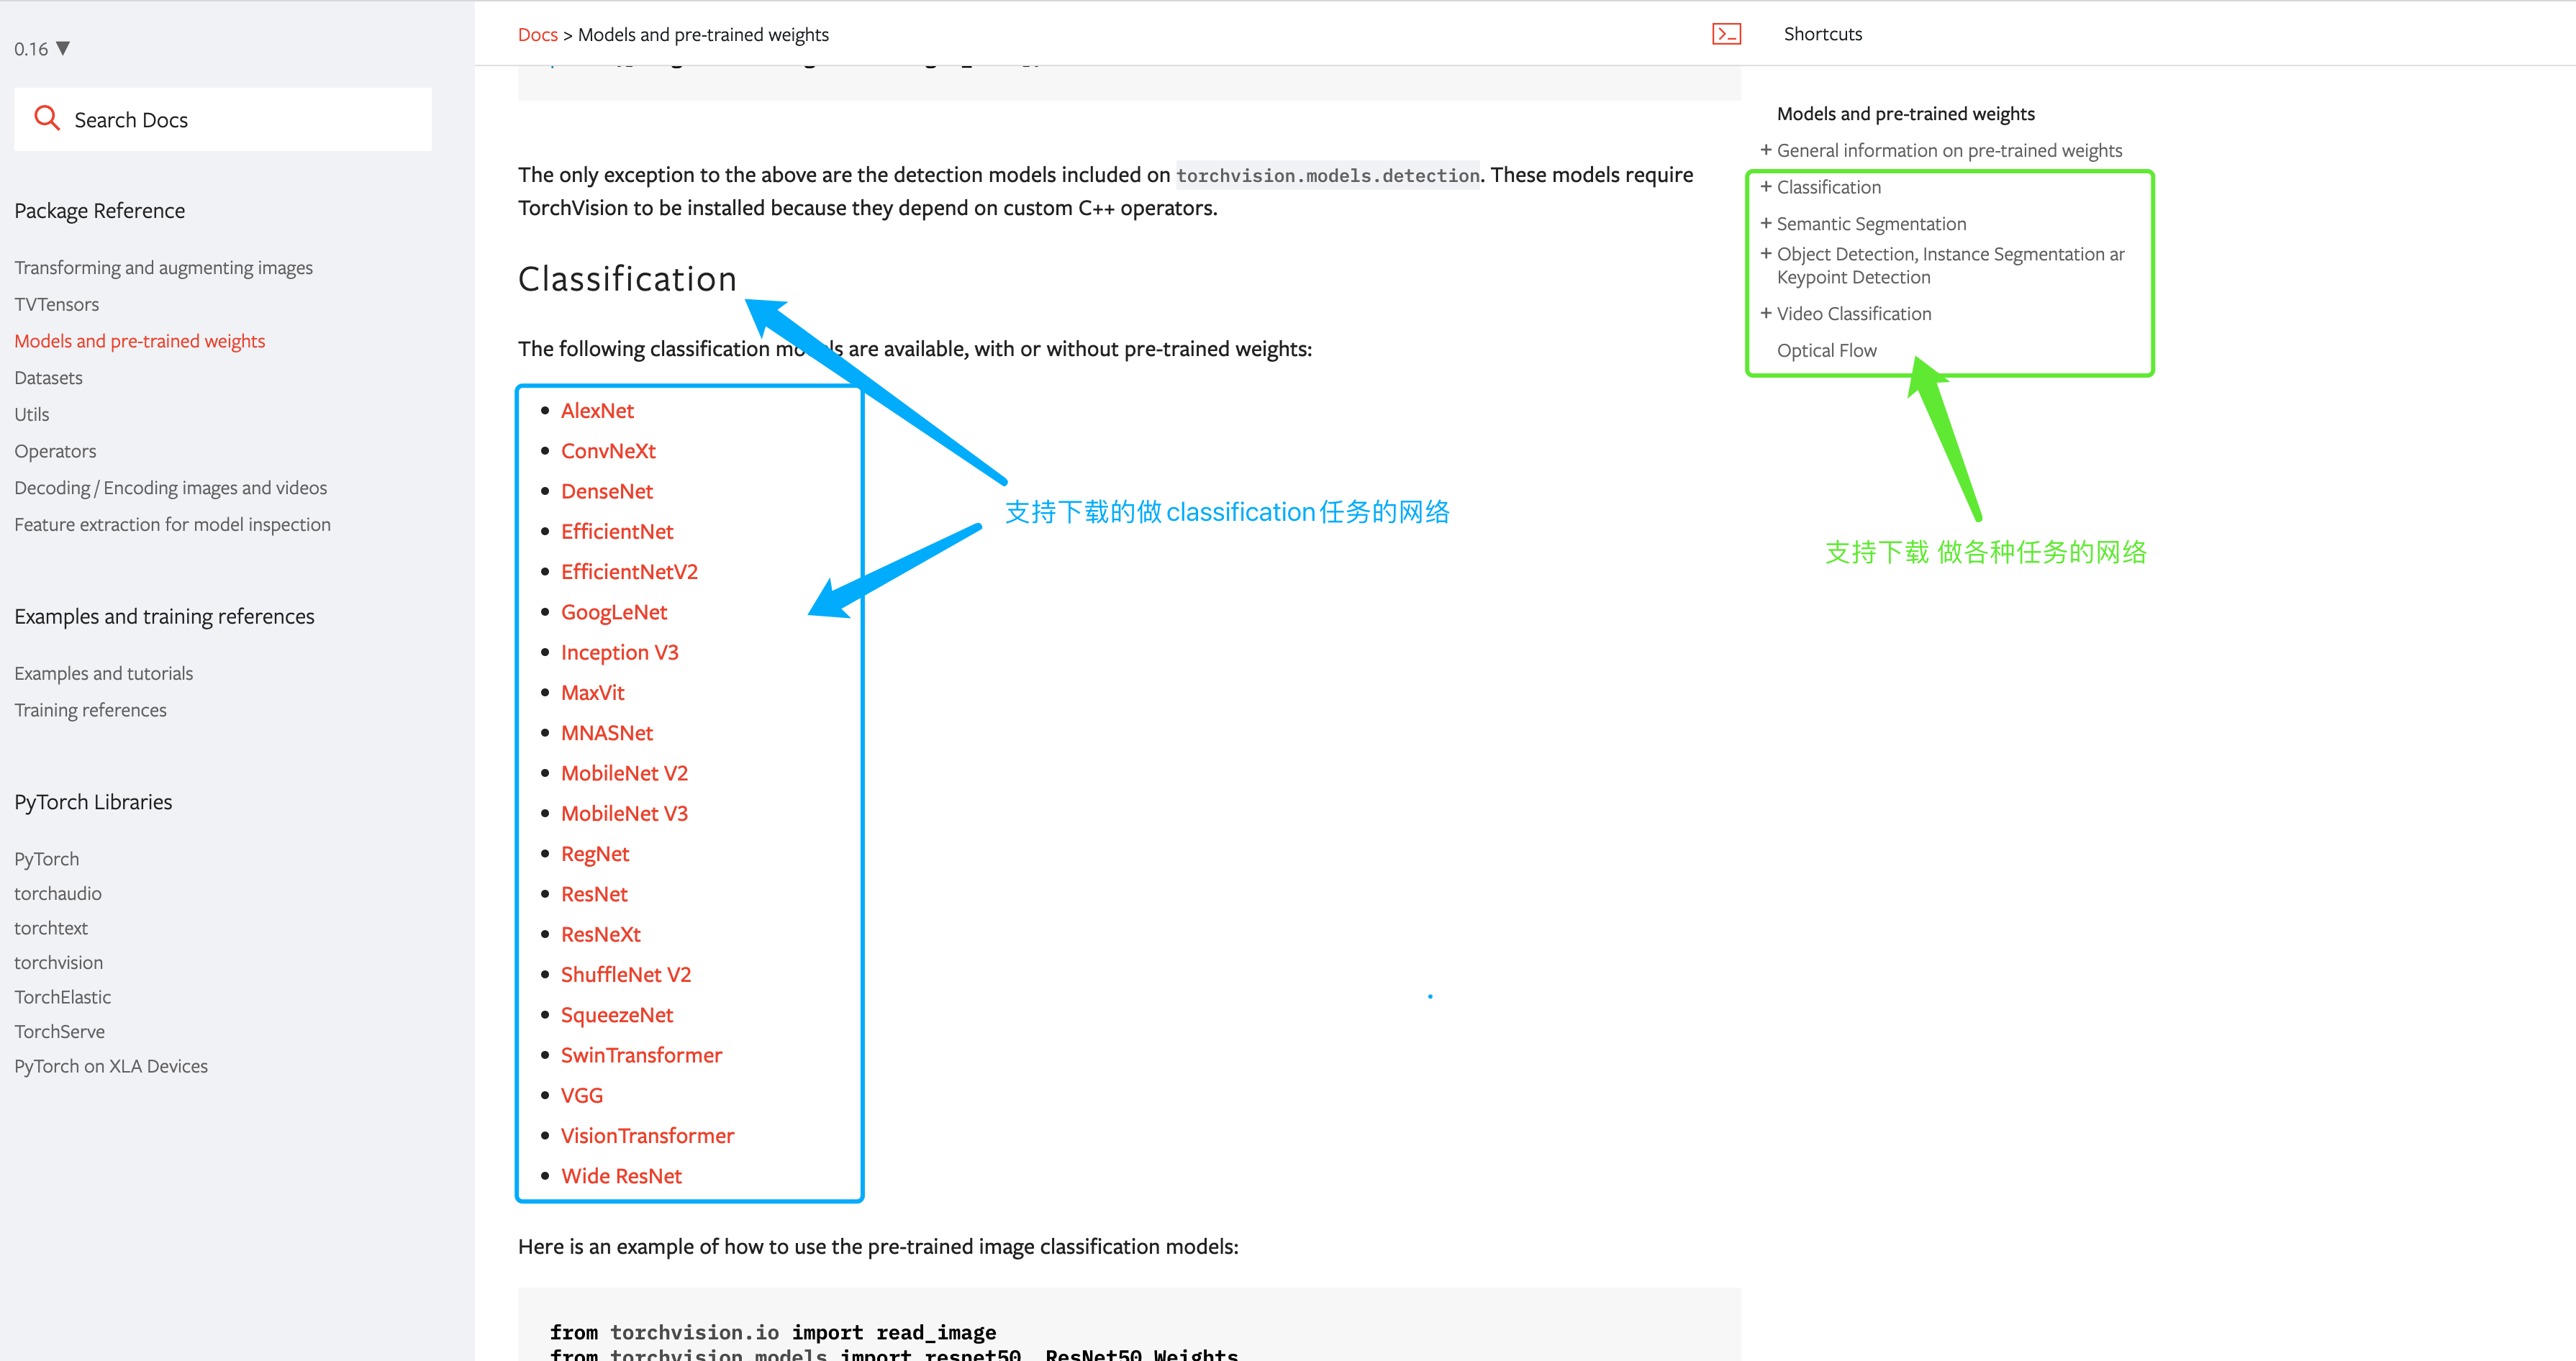 0.16 ▼
Search Docs
Package Reference
Transforming and augmenting images
TVTensors
Models and pre-trained weights
Datasets
Utils
Operators
Decoding / Encoding images and videos
Feature extraction for model inspection
Examples and training references
Examples and tutorials
Training references
PyTorch Libraries
PyTorch
torchaudio
torchtext
torchvision
TorchElastic
TorchServe
PyTorch on XLA Devices
Docs > Models and pre-trained weights
The only exception to the above are the detection models included on torchvision.models.detection. These models require
TorchVision to be installed because they depend on custom C++ operators.
Classification
The following classification models are available, with or without pre-trained weights:
• AlexNet
• ConvNeXt
• DenseNet
• EfficientNet
• EfficientNetV2
• GoogLeNet
• Inception V3
• MaxVit
• MNASNet
• MobileNet V2
• MobileNet V3
• RegNet
• ResNet
• ResNeXt
• ShuffleNet V2
• SqueezeNet
• SwinTransformer
• VGG
• VisionTransformer
• Wide ResNet
支持下载的做classification任务的网络
Here is an example of how to use the pre-trained image classification models:
from torchvision.io import read_image
from torchvision.models import resnet50, ResNet50_Weights
Shortcuts
Models and pre-trained weights
+ General information on pre-trained weights
+ Classification
+ Semantic Segmentation
+ Object Detection, Instance Segmentation ar
Keypoint Detection
+ Video Classification
Optical Flow
支持下载 做各种任务的网络